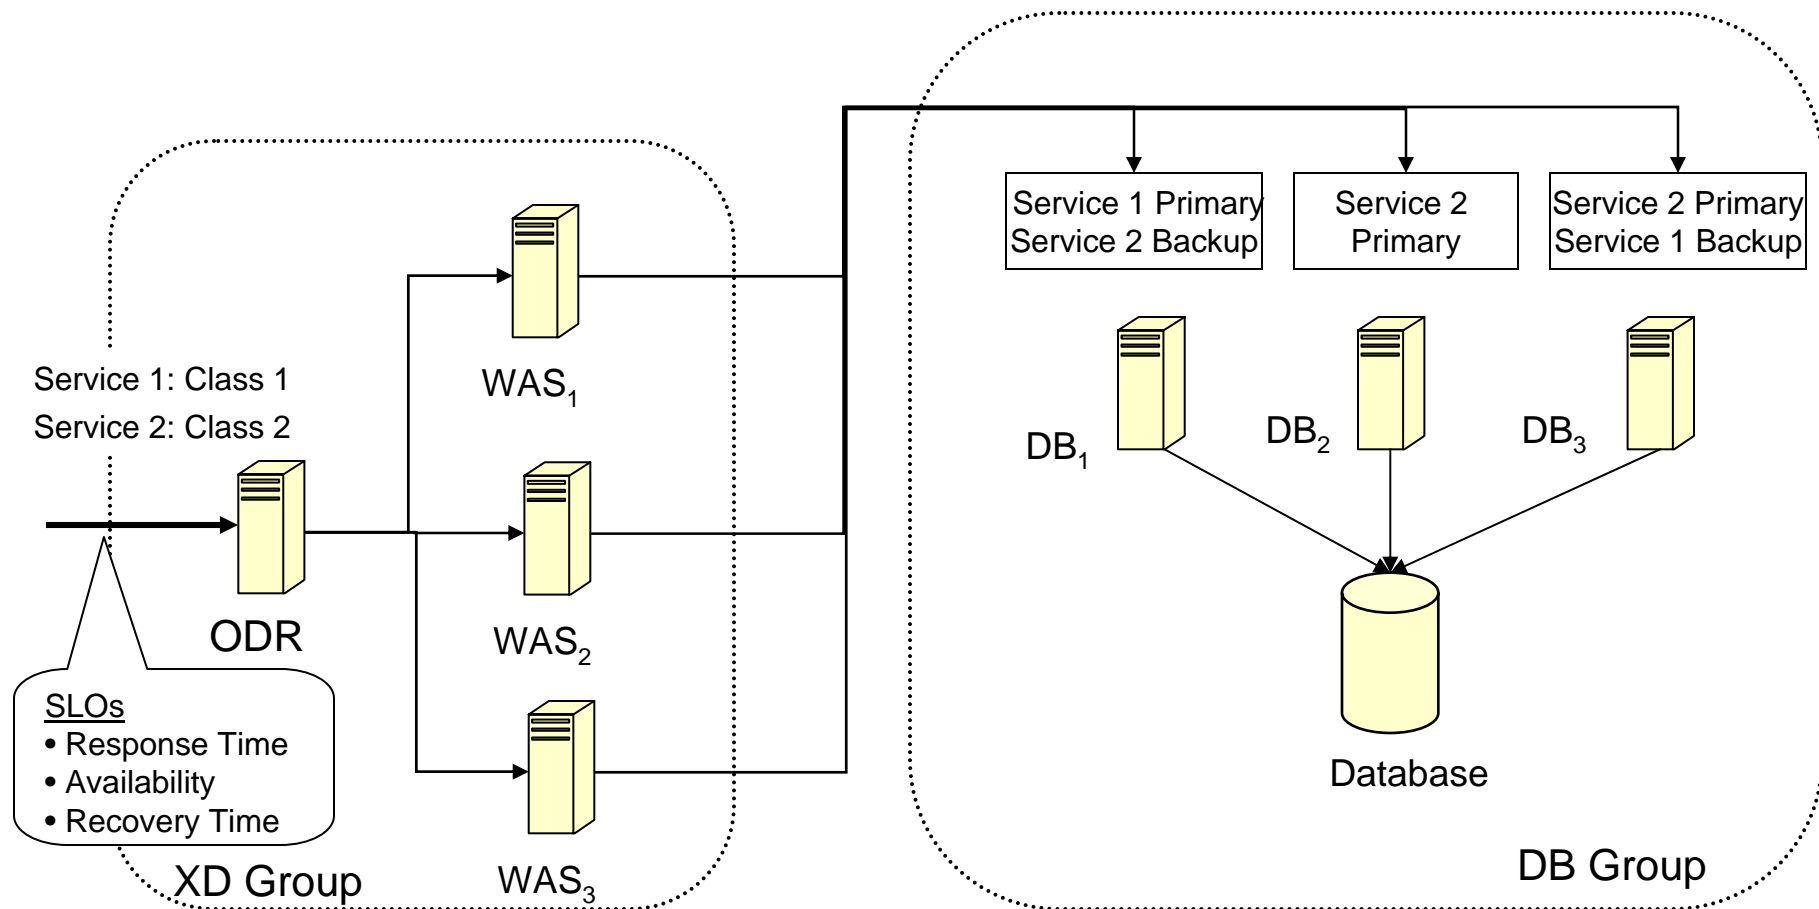 Service 1: Class 1
Service 2: Class 2
ODR
SLOs
• Response Time
• Availability
• Recovery Time
XD Group
WAS1
WAS2
WAS3
Service 1 Primary
Service 2 Backup
Service 2
Primary
Service 2 Primary
Service 1 Backup
DB1
DB2
DB3
Database
DB Group